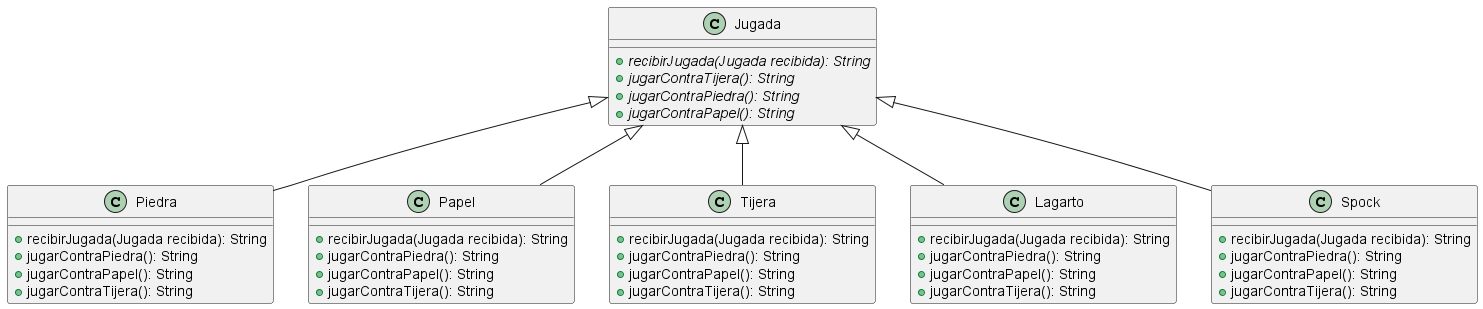 C Jugada
recibirJugada(Jugada recibida): String
jugarContraTijera(): String
jugarContraPiedra(): String
jugarContraPapel(): String
C Piedra
recibirJugada(Jugada recibida): String
jugarContraPiedra(): String
jugarContraPapel(): String
jugarContraTijera(): String
C Papel
recibirJugada(Jugada recibida): String
jugarContraPiedra(): String
jugarContraPapel(): String
jugarContraTijera(): String
C Tijera
recibirJugada(Jugada recibida): String
jugarContraPiedra(): String
jugarContraPapel(): String
jugarContraTijera(): String
C Lagarto
recibirJugada(Jugada recibida): String
jugarContraPiedra(): String
jugarContraPapel(): String
jugarContraTijera(): String
C Spock
recibirJugada(Jugada recibida): String
jugarContraPiedra(): String
jugarContraPapel(): String
jugarContraTijera(): String